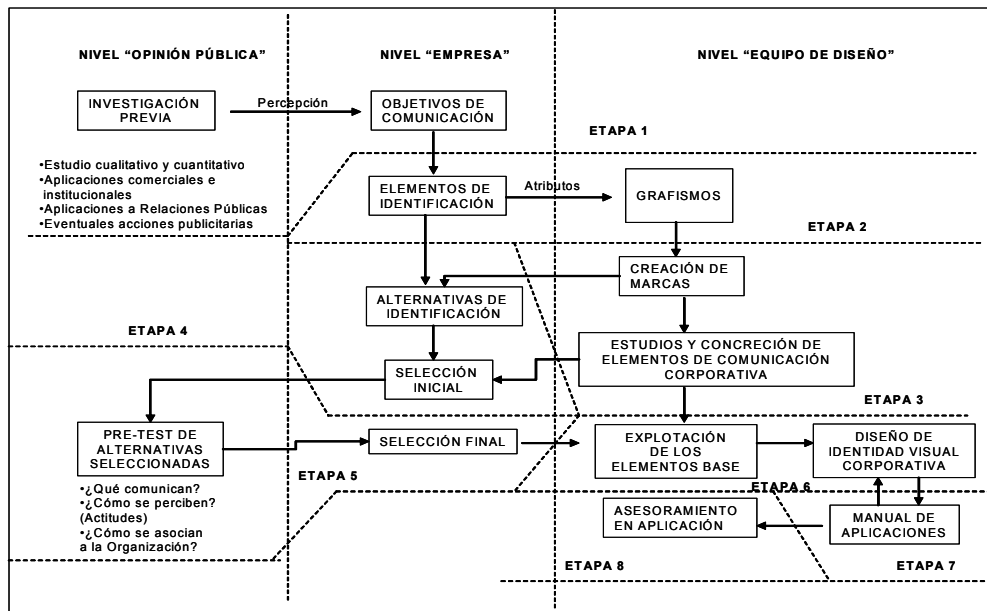 NIVEL “OPINIÓN PÚBLICA”
NIVEL “EMPRESA”
NIVEL “EQUIPO DE DISEÑO”
INVESTIGACIÓN
PREVIA
Percepción
OBJETIVOS DE
COMUNICACIÓN
ETAPA 1
•Estudio cualitativo y cuantitativo
•Aplicaciones comerciales e
institucionales
•Aplicaciones a Relaciones Públicas
•Eventuales acciones publicitarias
ELEMENTOS DE
IDENTIFICACIÓN
Atributos
GRAFISMOS
ETAPA 2
CREACIÓN DE
MARCAS
ALTERNATIVAS DE
IDENTIFICACIÓN
ETAPA 4
ESTUDIOS Y CONCRECIÓN DE
ELEMENTOS DE COMUNICACIÓN
CORPORATIVA
SELECCIÓN
INICIAL
ETAPA 3
PRE-TEST DE
ALTERNATIVAS
SELECCIONADAS
SELECCIÓN FINAL
EXPLOTACIÓN
DE LOS
ELEMENTOS BASE
DISEÑO DE
IDENTIDAD VISUAL
CORPORATIVA
ETAPA 5
•¿Qué comunican?
•¿Cómo se perciben?
(Actitudes)
•¿Cómo se asocian
a la Organización?
ETAPA 6
ASESORAMIENTO
EN APLICACIÓN
MANUAL DE
APLICACIONES
ETAPA 8
ETAPA 7